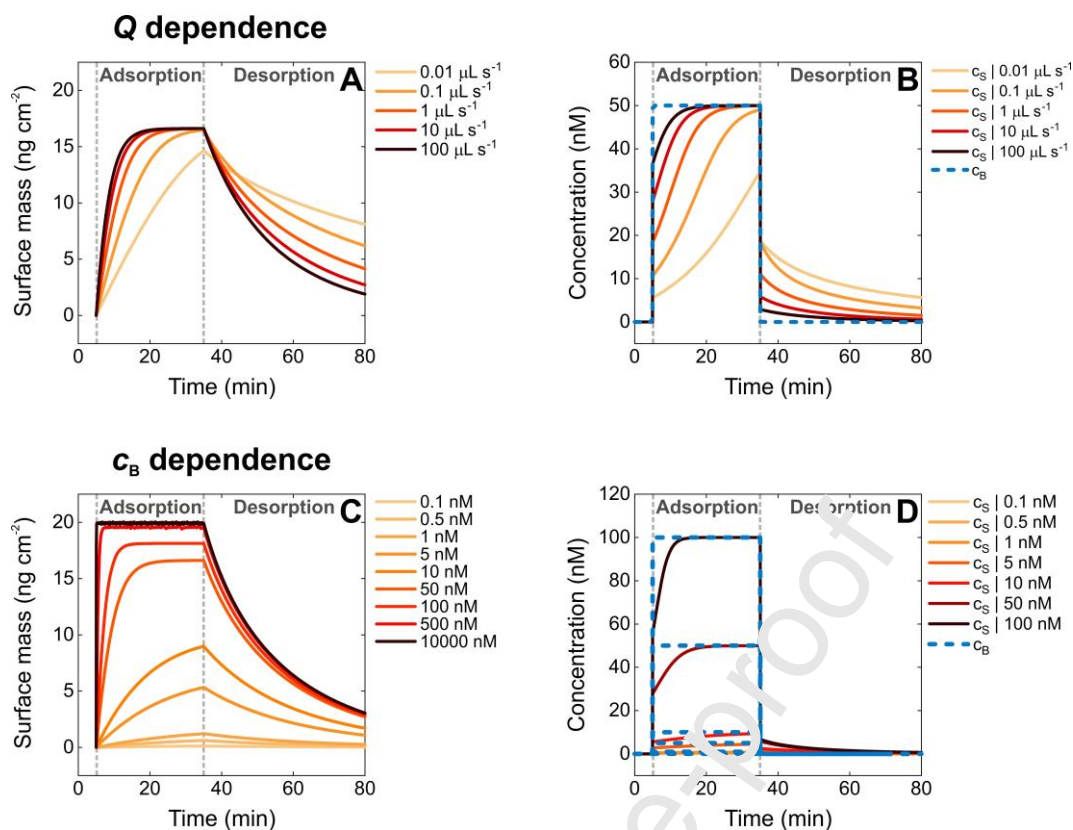 Q dependence
A
Adsorption
Desorption
Surface mass (ng cm⁻²)
20
15
10
5
0
0 20 40 60 80
Time (min)
0.01 μL s⁻¹
0.1 μL s⁻¹
1 μL s⁻¹
10 μL s⁻¹
100 μL s⁻¹
B
Adsorption
Desorption
Concentration (nM)
60
50
40
30
20
10
0
0 20 40 60 80
Time (min)
cS | 0.01 μL s⁻¹
cS | 0.1 μL s⁻¹
cS | 1 μL s⁻¹
cS | 10 μL s⁻¹
cS | 100 μL s⁻¹
cB
cB dependence
C
Adsorption
Desorption
Surface mass (ng cm⁻²)
20
15
10
5
0
0 20 40 60 80
Time (min)
0.1 nM
0.5 nM
1 nM
5 nM
10 nM
50 nM
100 nM
500 nM
10000 nM
D
Adsorption
Desorption
Concentration (nM)
120
100
80
60
40
20
0
0 20 40 60 80
Time (min)
cS | 0.1 nM
cS | 0.5 nM
cS | 1 nM
cS | 5 nM
cS | 10 nM
cS | 50 nM
cS | 100 nM
cB
e-proof